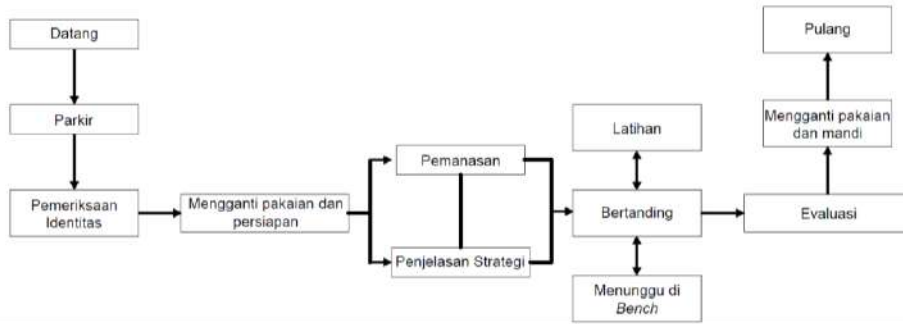 Datang
Parkir
Pemeriksaan
Identitas
Mengganti pakaian dan
persiapan
Pemanasan
Penjelasan Strategi
Latihan
Bertanding
Menunggu di
Bench
Evaluasi
Mengganti pakaian
dan mandi
Pulang